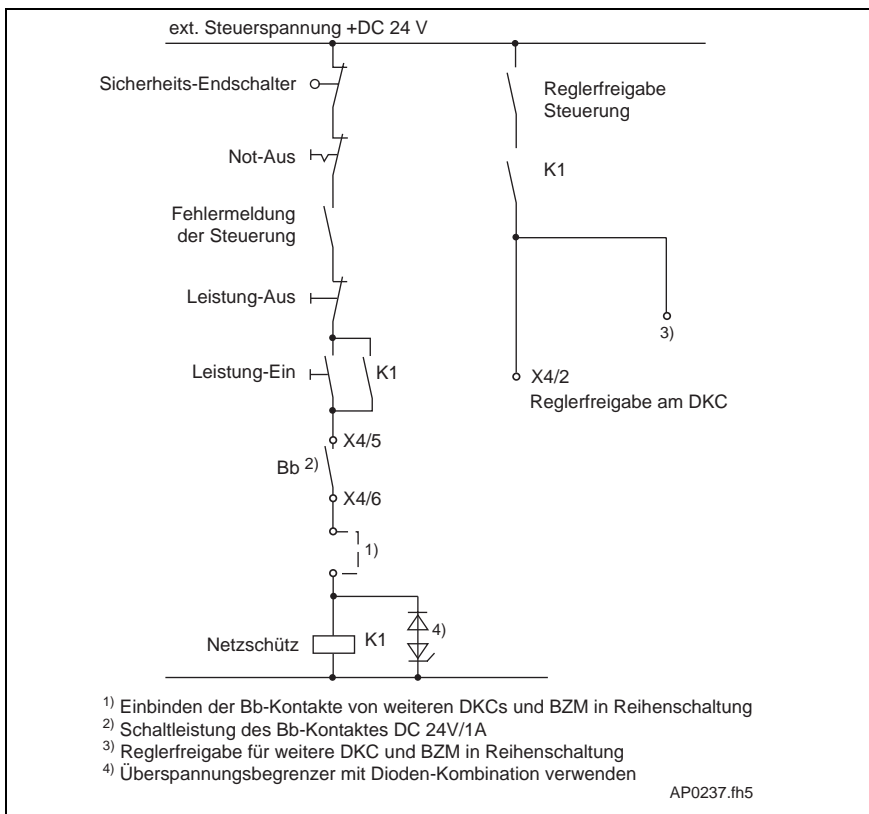 ext. Steuerspannung +DC 24 V
Sicherheits-Endschalter
Reglerfreigabe
Steuerung
Not-Aus
K1
Fehlermeldung
der Steuerung
Leistung-Aus
3)
Leistung-Ein
K1
X4/2
Reglerfreigabe am DKC
X4/5
Bb 2)
X4/6
1)
Netzschütz
K1
4)
1) Einbinden der Bb-Kontakte von weiteren DKCs und BZM in Reihenschaltung
2) Schaltleistung des Bb-Kontaktes DC 24V/1A
3) Reglerfreigabe für weitere DKC und BZM in Reihenschaltung
4) Überspannungsbegrenzer mit Dioden-Kombination verwenden
AP0237.fh5